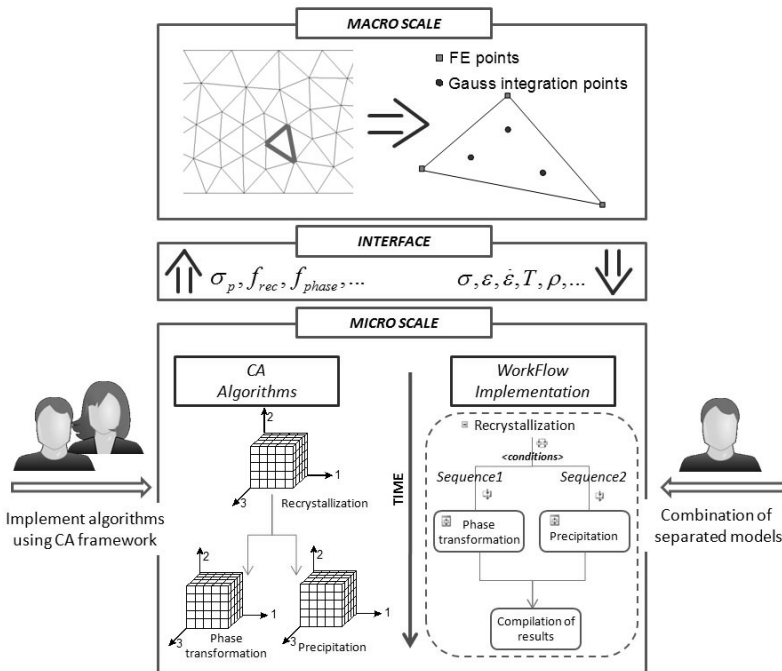 MACRO SCALE
FE points
Gauss integration points
INTERFACE
σp, frec, fphase,...
σ, ε, ε̇, T, ρ,...
MICRO SCALE
CA
Algorithms
WorkFlow
Implementation
2
1
3
Recrystallization
2
1
3
Phase
transformation
2
1
3
Precipitation
TIME
Recrystallization
<conditions>
Sequence1
Sequence2
Phase
transformation
Precipitation
Compilation of
results
Implement algorithms
using CA framework
Combination of
separated models